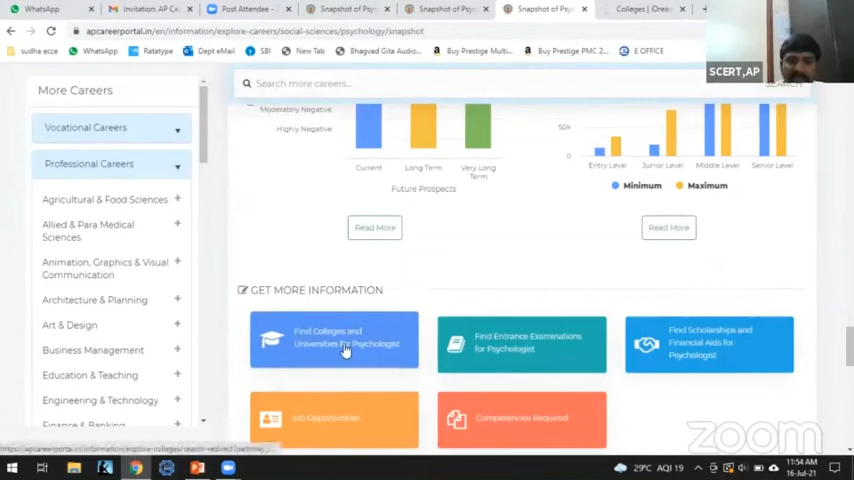 WhatsApp
Invitation: AP C
Post Attendee -
Snapshot of Psy
Snapshot of Psy
Snapshot of Psy
Colleges | iDrea
apcareerportal.in/en/information/explore-careers/social-sciences/psychology/snapshot
sudha ecce
WhatsApp
Ratatype
Dept eMail
SBI
New Tab
Bhagvad Gita Audio...
Buy Prestige PMC 2...
E OFFICE
SCERT,AP
More Careers
Search more careers...
SEARCH
Vocational Careers
Professional Careers
Agricultural & Food Sciences
Allied & Para Medical
Sciences
Animation, Graphics & Visual
Communication
Architecture & Planning
Art & Design
Business Management
Education & Teaching
Engineering & Technology
Finance & Banking
Moderately Negative
Highly Negative
Current
Long Term
Very Long
Term
Future Prospects
50k
0
Entry Level
Junior Level
Middle Level
Senior Level
Minimum
Maximum
Read More
Read More
GET MORE INFORMATION
Find Colleges and
Universities for Psychologist
Find Entrance Examinations
for Psychologist
Find Scholarships and
Financial Aids for
Psychologist
Job Opportunities
Competencies Required
zoom
29°C AQI 19
11:54 AM
16-Jul-21